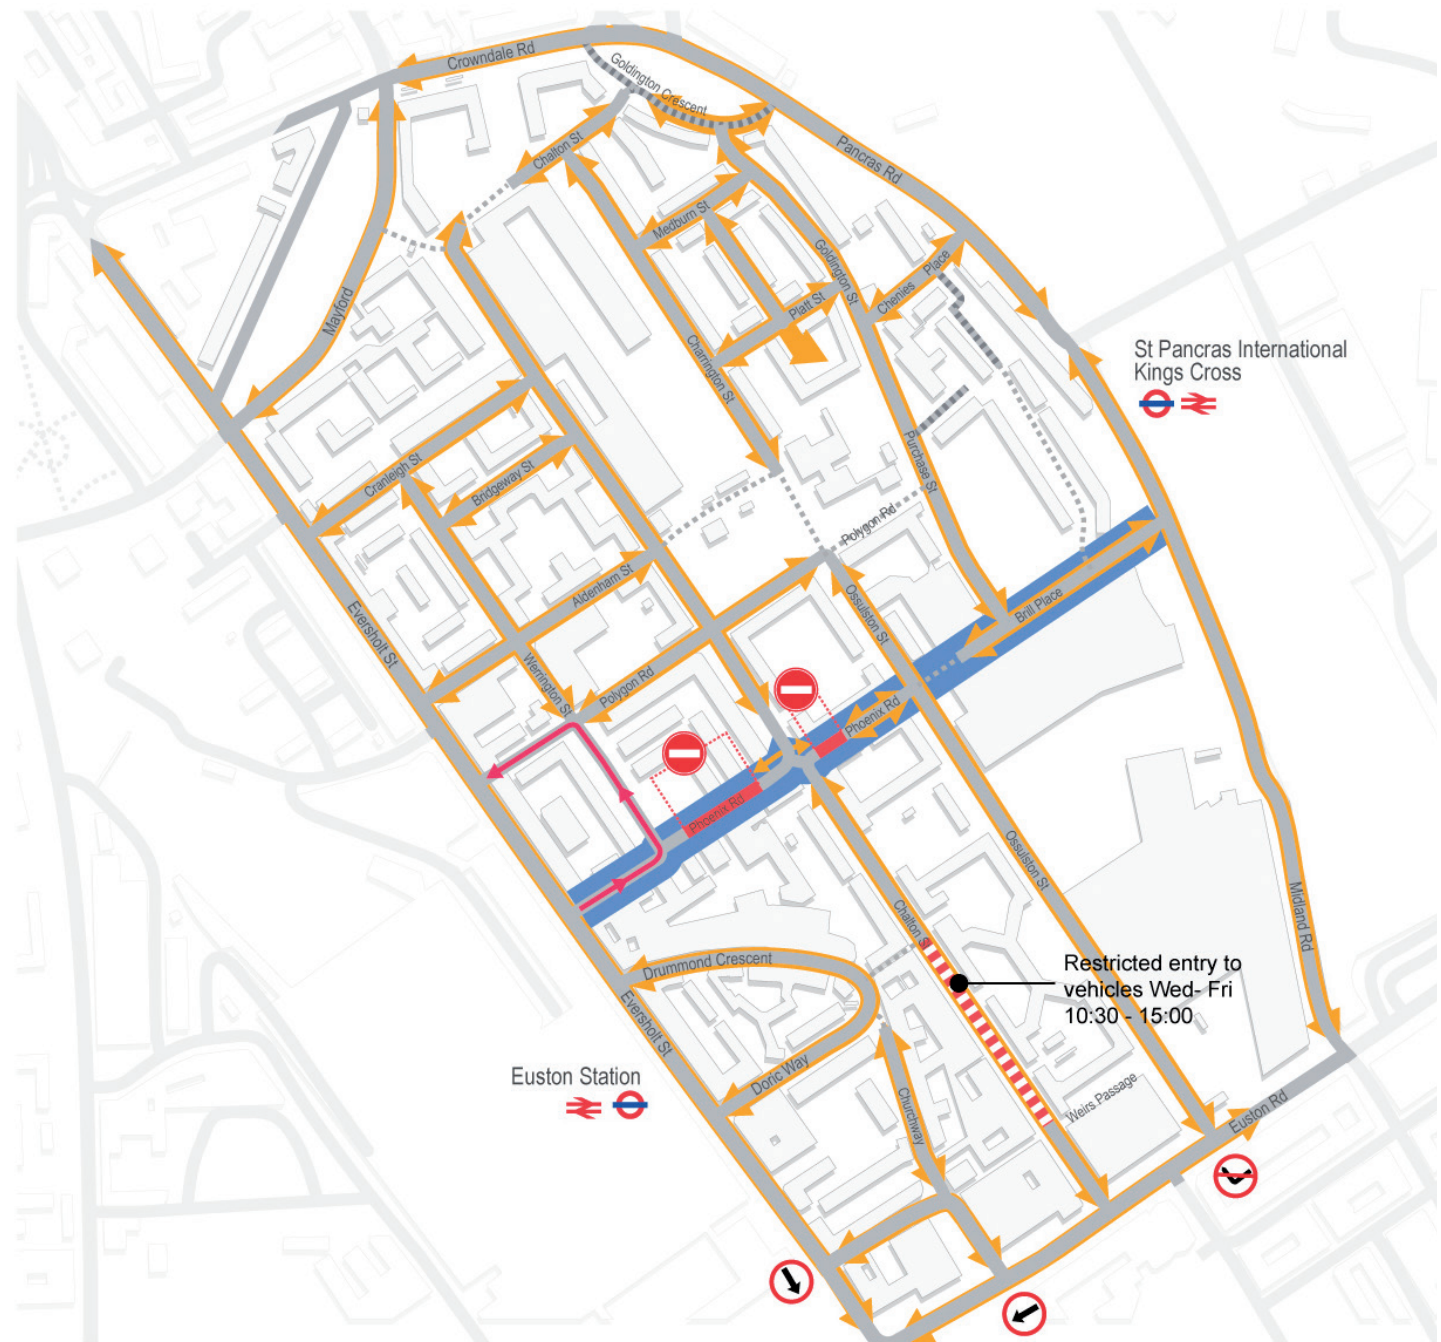 Crowndale Rd
Goldington Crescent
Chalton St
Pancras Rd
Medburn St
Goldington St
Chenies Place
Mayford
Platt St
Charrington St
St Pancras International
Kings Cross
Cranleigh St
Bridgeway St
Purchase St
Polygon Rd
Aldenham St
Eversholt St
Ossulston St
Brill Place
Werrington St
Polygon Rd
Phoenix Rd
Phoenix Rd
Ossulston St
Chalton St
Midland Rd
Drummond Crescent
Restricted entry to
vehicles Wed- Fri
10:30 - 15:00
Eversholt St
Euston Station
Doric Way
Churchway
Weirs Passage
Euston Rd